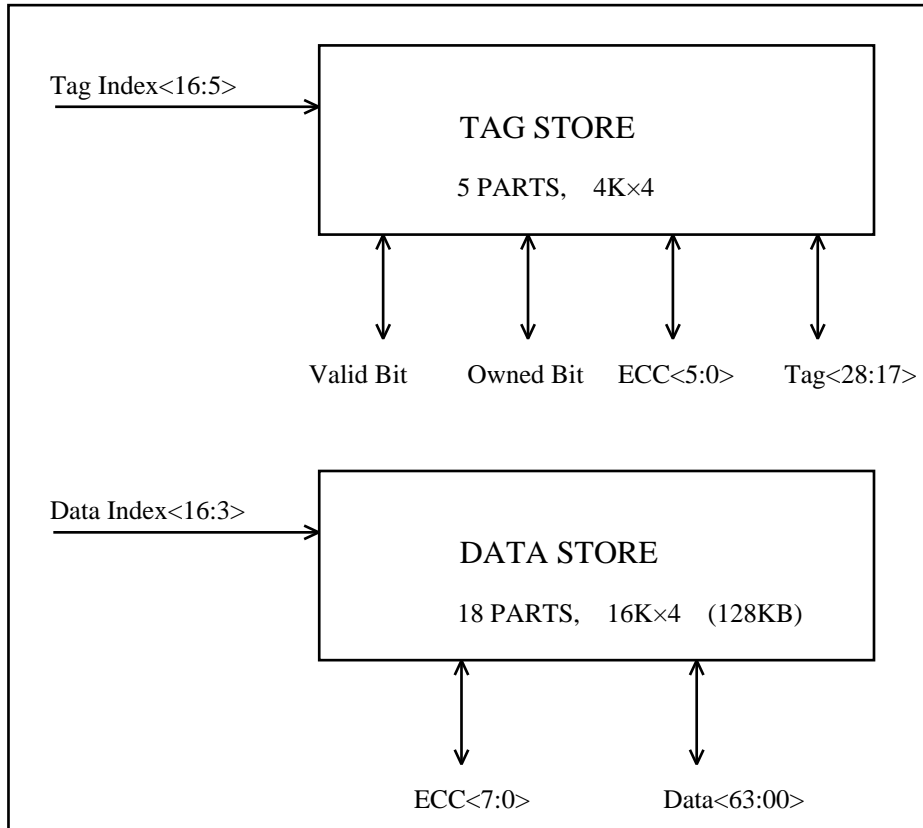 Tag Index<16:5>
TAG STORE
5 PARTS, 4K×4
Valid Bit Owned Bit ECC<5:0> Tag<28:17>
Data Index<16:3>
DATA STORE
18 PARTS, 16K×4 (128KB)
ECC<7:0> Data<63:00>